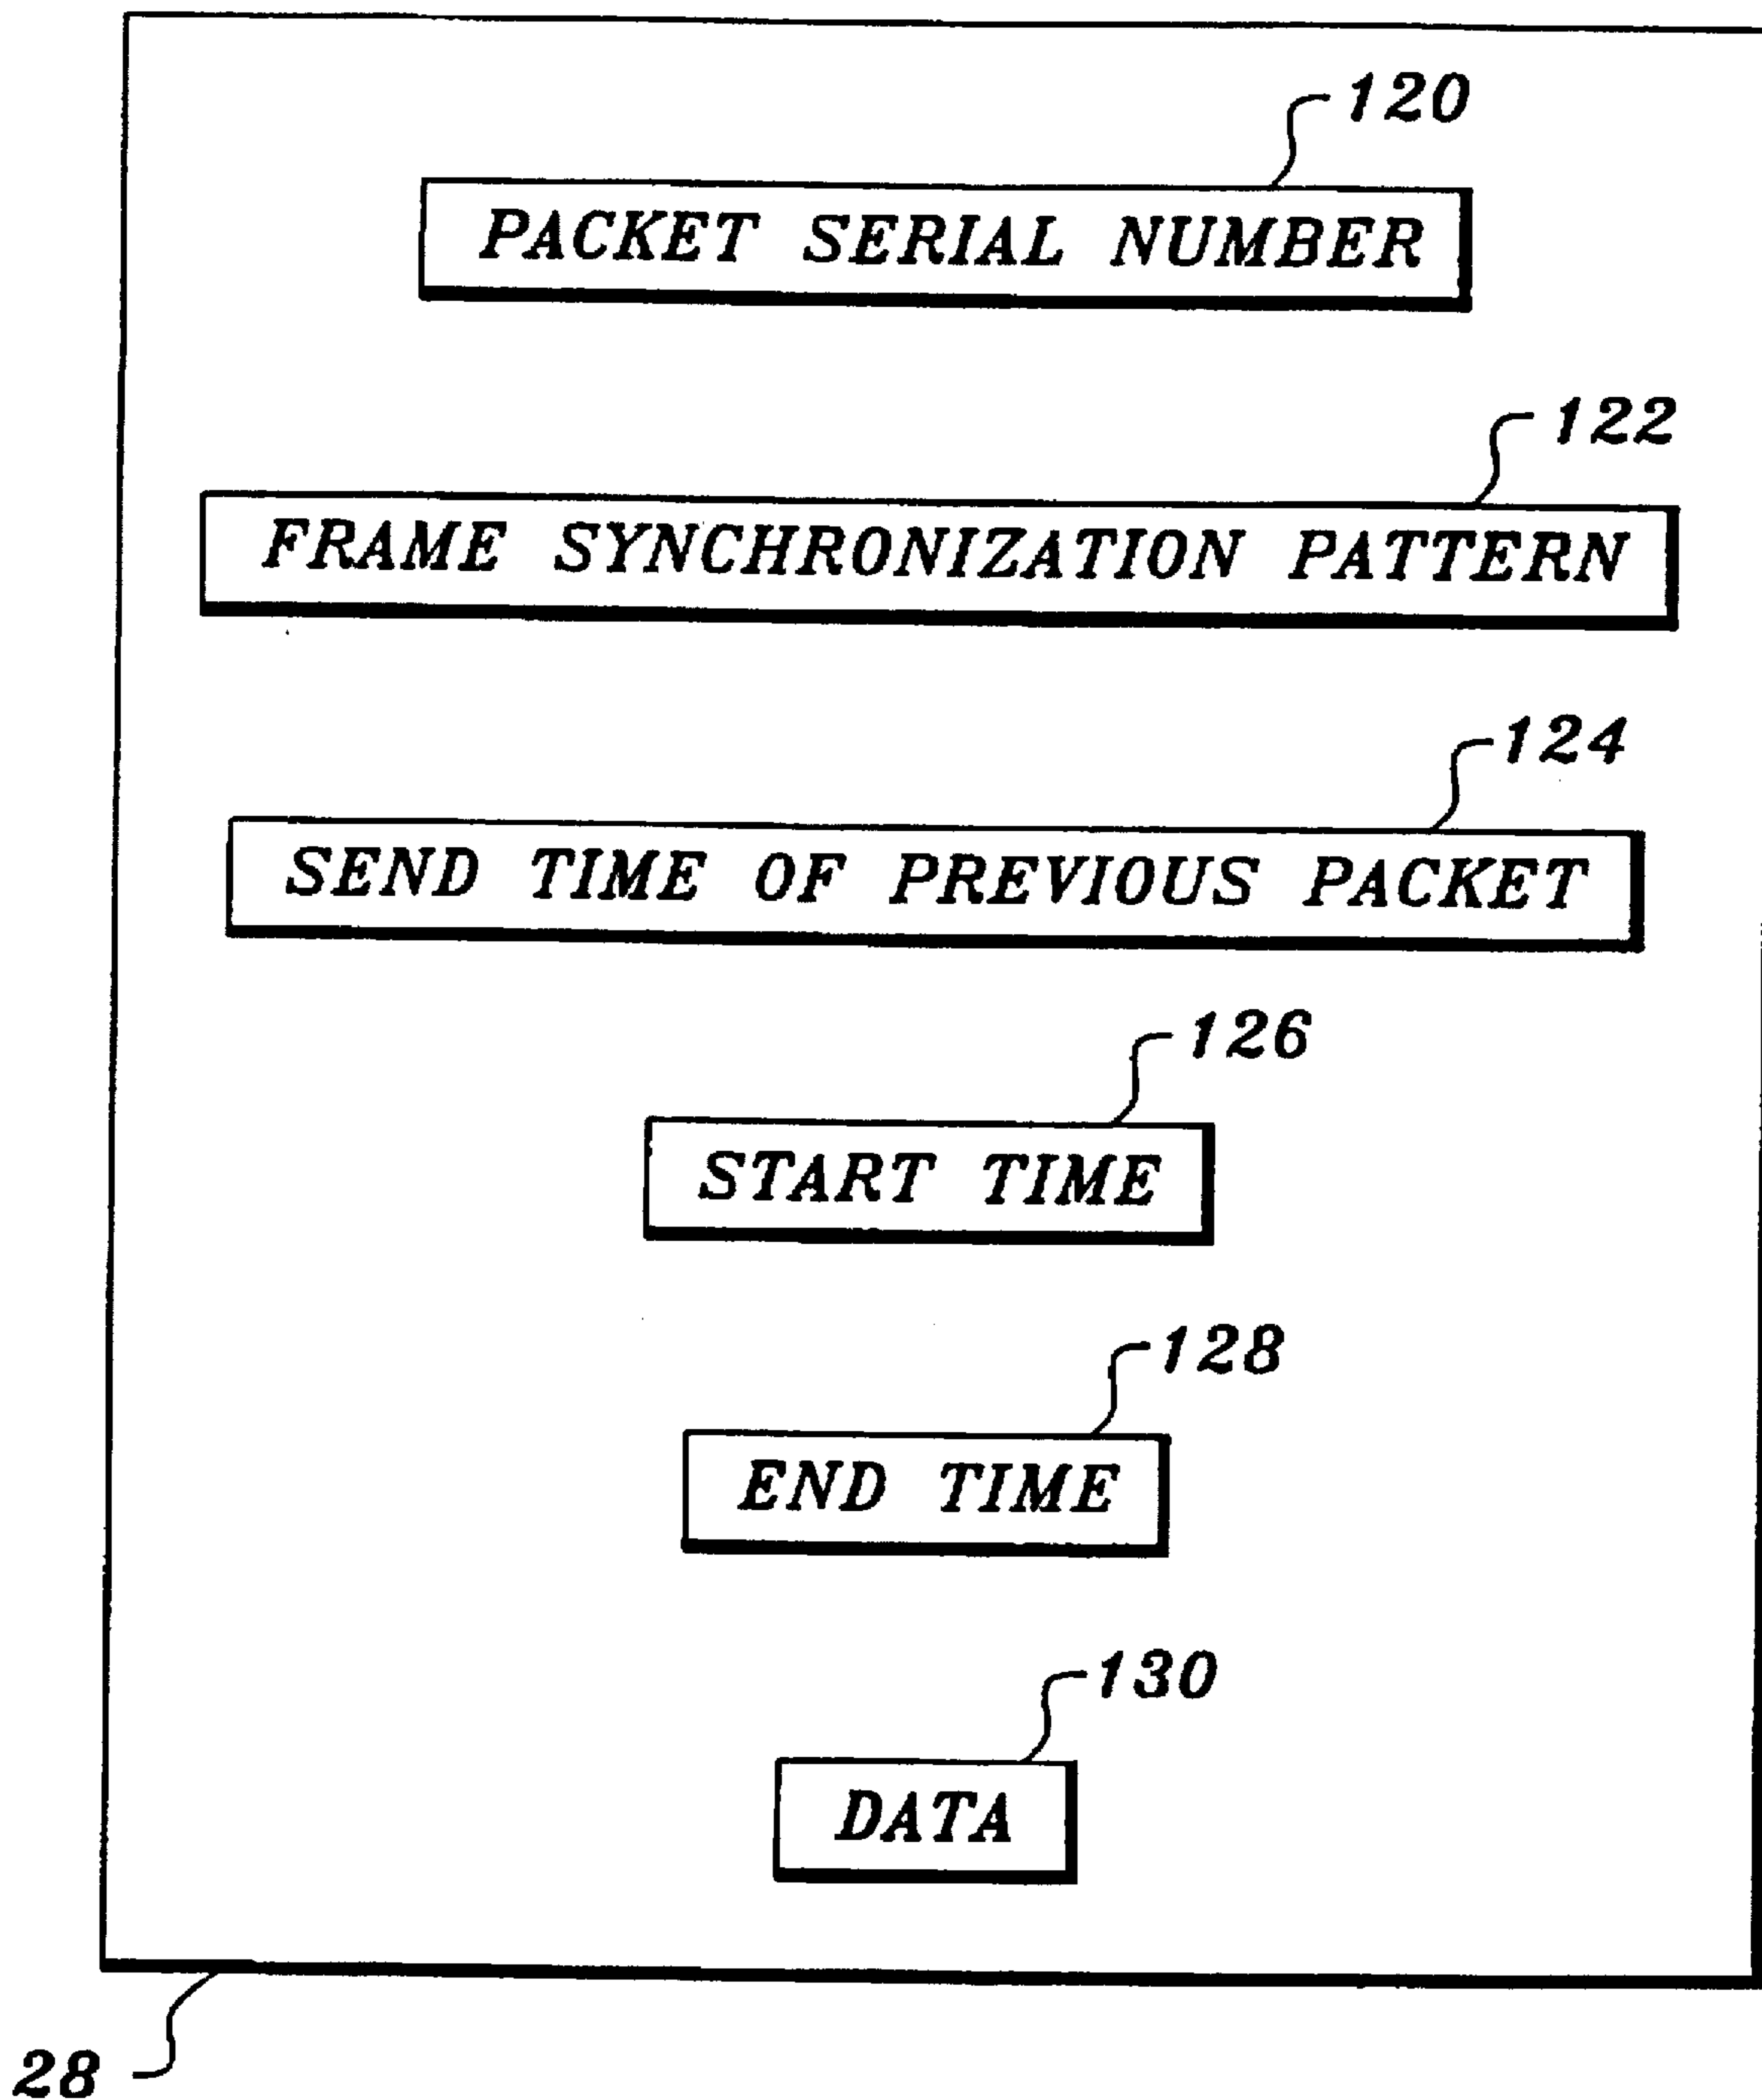 120
PACKET SERIAL NUMBER
122
FRAME SYNCHRONIZATION PATTERN
124
SEND TIME OF PREVIOUS PACKET
126
START TIME
128
END TIME
130
DATA
28